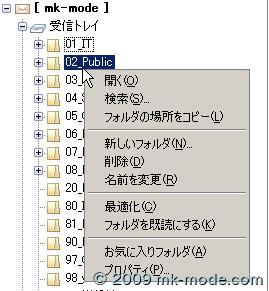 [ mk-mode ]
受信トレイ
01_IT
02_Public
03_
04_
05_
06_
07_
08_
10_
20_
80_
81_
90_
97_
98_
開く(O)
検索(S)...
フォルダの場所をコピー(L)
新しいフォルダ(N)...
削除(D)
名前を変更(R)
最適化(C)
フォルダを既読にする(K)
お気に入りフォルダ(A)
プロパティ(P)...
© 2009 mk-mode.com